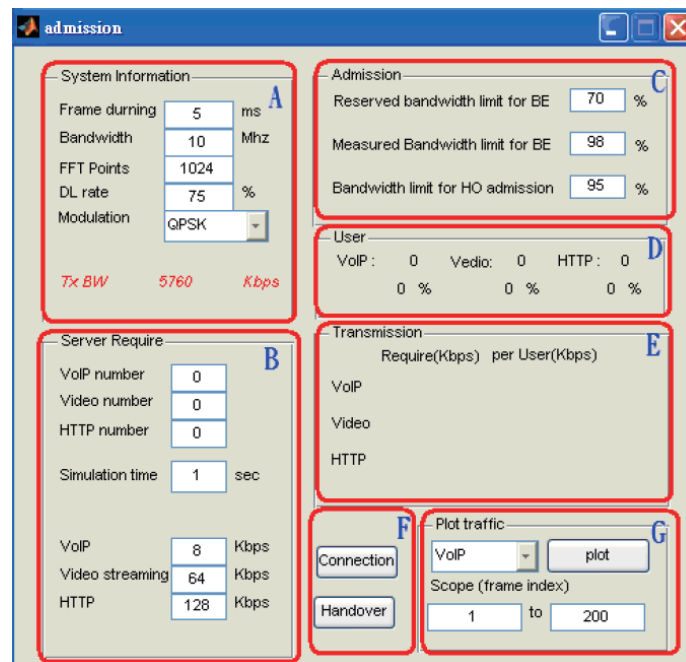 admission
System Information
A
Frame durning 5 ms
Bandwidth 10 Mhz
FFT Points 1024
DL rate 75 %
Modulation QPSK
Tx BW 5760 Kbps
Server Require
B
VoIP number 0
Video number 0
HTTP number 0
Simulation time 1 sec
VoIP 8 Kbps
Video streaming 64 Kbps
HTTP 128 Kbps
Admission
C
Reserved bandwidth limit for BE 70 %
Measured Bandwidth limit for BE 98 %
Bandwidth limit for HO admission 95 %
User
D
VoIP : 0 Vedio: 0 HTTP : 0
0 % 0 % 0 %
Transmission
E
Require(Kbps) per User(Kbps)
VoIP
Video
HTTP
F
Connection
Handover
Plot traffic
G
VoIP plot
Scope (frame index)
1 to 200